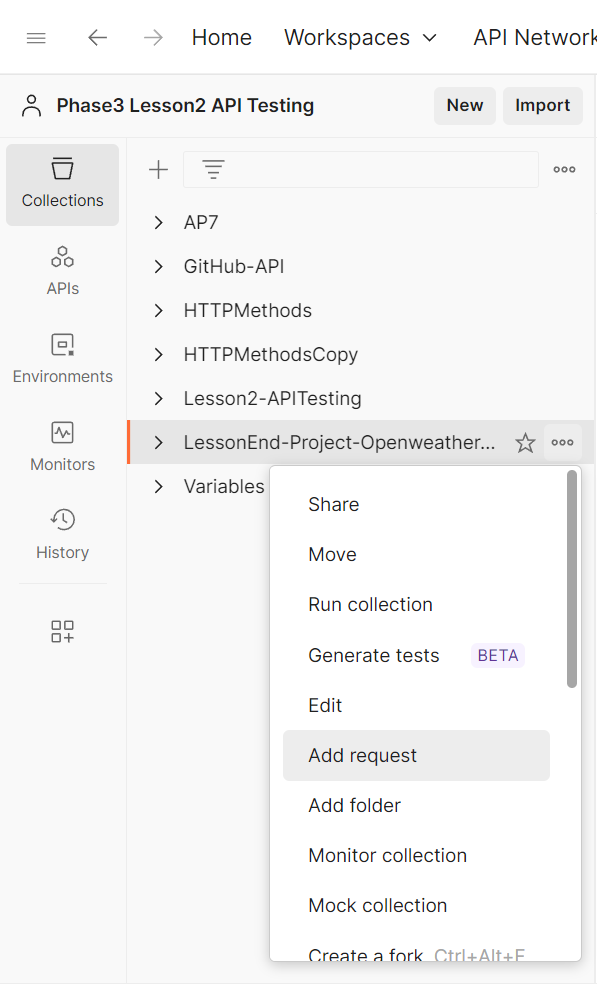 Home Workspaces API Network
Phase3 Lesson2 API Testing New Import
Collections
APIs
Environments
Monitors
History
AP7
GitHub-API
HTTPMethods
HTTPMethodsCopy
Lesson2-APITesting
LessonEnd-Project-Openweather...
Variables
Share
Move
Run collection
Generate tests BETA
Edit
Add request
Add folder
Monitor collection
Mock collection
Create a fork Ctrl+Alt+F